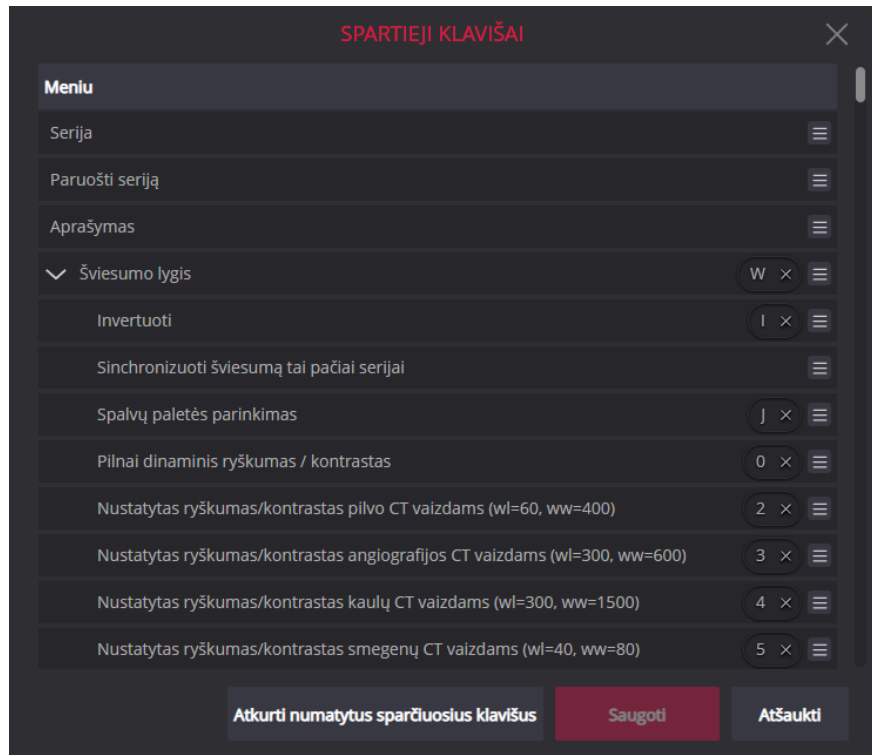 SPARTIEJI KLAVIŠAI
Meniu
Serija
Paruošti seriją
Aprašymas
Šviesumo lygis W
Invertuoti I
Sinchronizuoti šviesumą tai pačiai serijai
Spalvų paletės parinkimas J
Pilnai dinaminis ryškumas / kontrastas 0
Nustatytas ryškumas/kontrastas pilvo CT vaizdams (wl=60, ww=400) 2
Nustatytas ryškumas/kontrastas angiografijos CT vaizdams (wl=300, ww=600) 3
Nustatytas ryškumas/kontrastas kaulų CT vaizdams (wl=300, ww=1500) 4
Nustatytas ryškumas/kontrastas smegenų CT vaizdams (wl=40, ww=80) 5
Atkurti numatytus sparčiuosius klavišus Saugoti Atšaukti